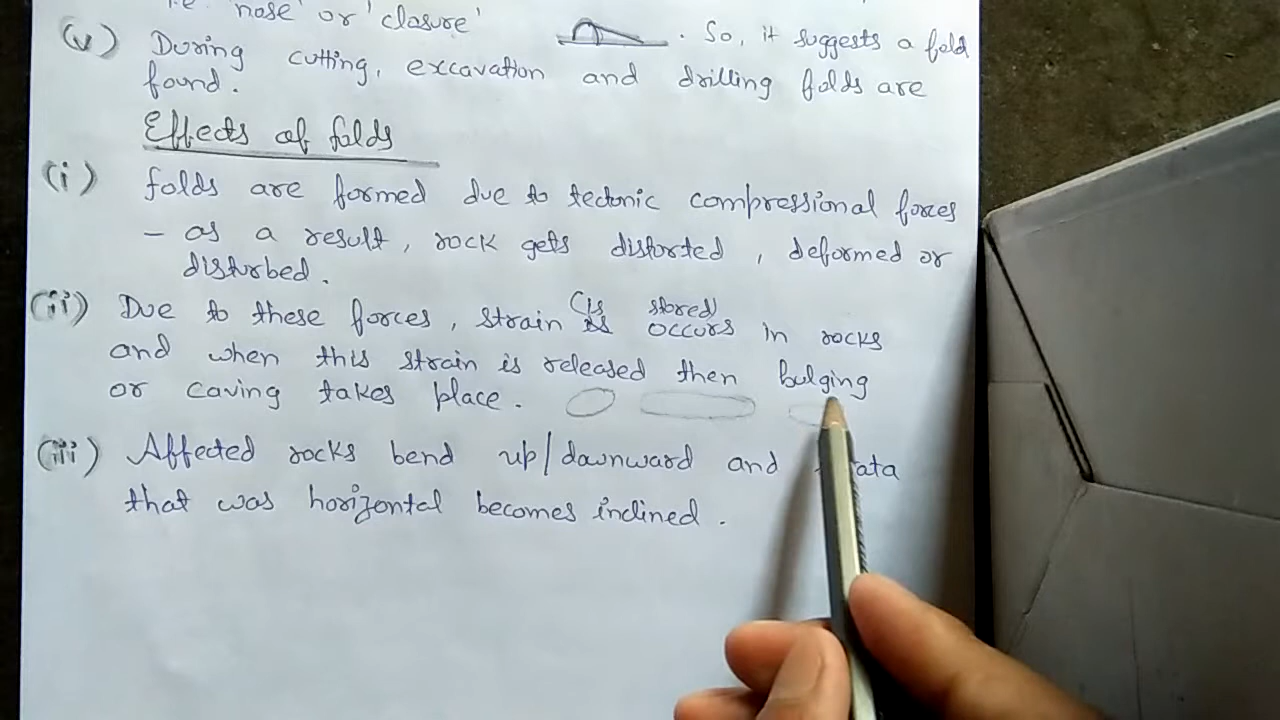 i.e 'nose' or 'closure'
(v) During cutting, excavation and drilling folds are found. So, it suggests a fold
Effects of folds
(i) folds are formed due to tectonic compressional forces
- as a result, rock gets distorted, deformed or
disturbed.
(ii) Due to these forces, strain (is stored) occurs in rocks
and when this strain is released then bulging
or caving takes place.
(iii) Affected rocks bend up/downward and
that was horizontal becomes inclined.